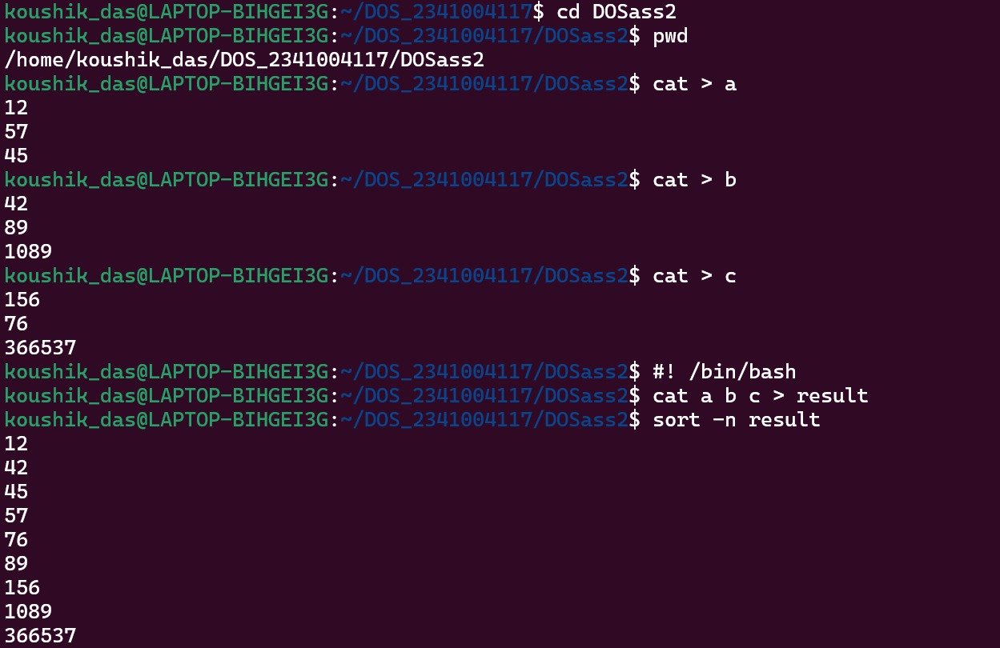 koushik_das@LAPTOP-BIHGEI3G:~/DOS_2341004117$ cd DOSass2
koushik_das@LAPTOP-BIHGEI3G:~/DOS_2341004117/DOSass2$ pwd
/home/koushik_das/DOS_2341004117/DOSass2
koushik_das@LAPTOP-BIHGEI3G:~/DOS_2341004117/DOSass2$ cat > a
12
57
45
koushik_das@LAPTOP-BIHGEI3G:~/DOS_2341004117/DOSass2$ cat > b
42
89
1089
koushik_das@LAPTOP-BIHGEI3G:~/DOS_2341004117/DOSass2$ cat > c
156
76
366537
koushik_das@LAPTOP-BIHGEI3G:~/DOS_2341004117/DOSass2$ #! /bin/bash
koushik_das@LAPTOP-BIHGEI3G:~/DOS_2341004117/DOSass2$ cat a b c > result
koushik_das@LAPTOP-BIHGEI3G:~/DOS_2341004117/DOSass2$ sort -n result
12
42
45
57
76
89
156
1089
366537